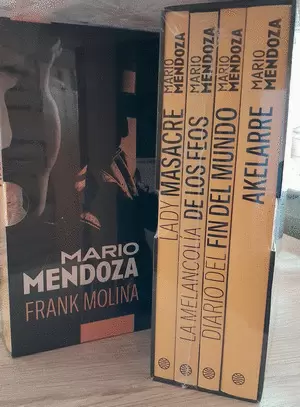 MARIO
MENDOZA
FRANK MOLINA
MARIO
MENDOZA
LADY MASACRE
MARIO
MENDOZA
LA MELANCOLÍA DE LOS FEOS
MARIO
MENDOZA
DIARIO DEL FIN DEL MUNDO
MARIO
MENDOZA
AKELARRE